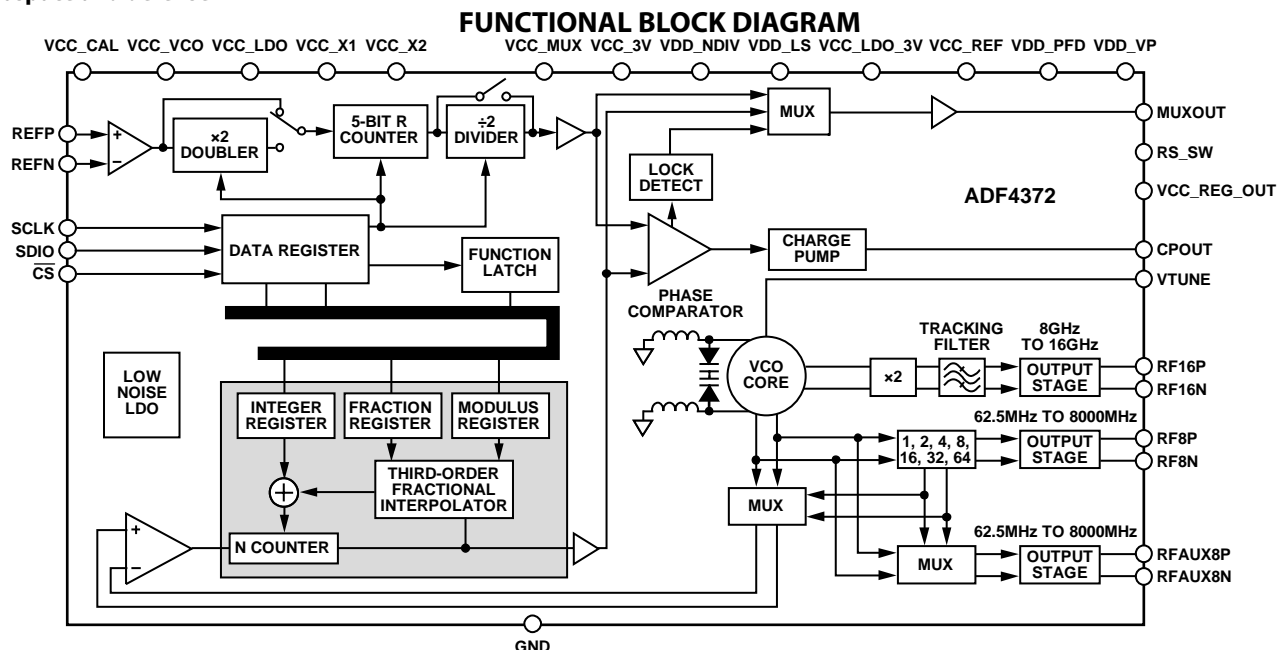 FUNCTIONAL BLOCK DIAGRAM
VCC_CAL VCC_VCO VCC_LDO VCC_X1 VCC_X2 VCC_MUX VCC_3V VDD_NDIV VDD_LS VCC_LDO_3V VCC_REF VDD_PFD VDD_VP
REFP
REFN
+
–
×2
DOUBLER
5-BIT R
COUNTER
÷2
DIVIDER
MUX
MUXOUT
RS_SW
VCC_REG_OUT
LOCK
DETECT
ADF4372
SCLK
SDIO
CS
DATA REGISTER
FUNCTION
LATCH
CHARGE
PUMP
CPOUT
VTUNE
PHASE
COMPARATOR
VCO
CORE
×2
TRACKING
FILTER
8GHz
TO 16GHz
OUTPUT
STAGE
RF16P
RF16N
LOW
NOISE
LDO
INTEGER
REGISTER
FRACTION
REGISTER
MODULUS
REGISTER
62.5MHz TO 8000MHz
1, 2, 4, 8,
16, 32, 64
OUTPUT
STAGE
RF8P
RF8N
THIRD-ORDER
FRACTIONAL
INTERPOLATOR
+
MUX
+
–
N COUNTER
62.5MHz TO 8000MHz
MUX
OUTPUT
STAGE
RFAUX8P
RFAUX8N
GND